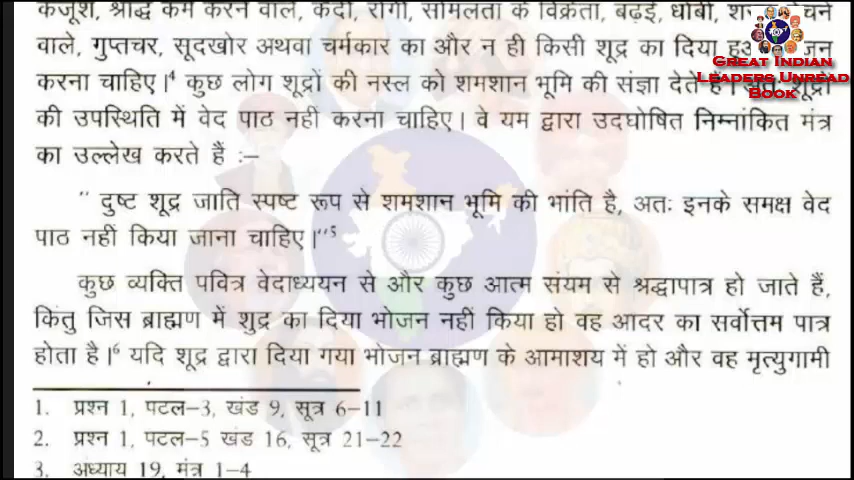 कंजूश, श्राद्ध कर्म करने वाले, कैदी, रोगी, सोमलता के विक्रेता, बढ़ई, धोबी,
वाले, गुप्तचर, सूदखोर अथवा चर्मकार का और न ही किसी शूद्र का दिया
करना चाहिए।⁴ कुछ लोग शूद्रों की नस्ल को शमशान भूमि की संज्ञा देते
की उपस्थिति में वेद पाठ नही करना चाहिए। वे यम द्वारा उदघोषित निम्नांकित मंत्र
का उल्लेख करते हैं :–
" दुष्ट शूद्र जाति स्पष्ट रूप से शमशान भूमि की भांति है, अतः इनके समक्ष वेद
पाठ नहीं किया जाना चाहिए।"⁵
कुछ व्यक्ति पवित्र वेदाध्ययन से और कुछ आत्म संयम से श्रद्धापात्र हो जाते हैं,
किंतु जिस ब्राह्मण में शुद्र का दिया भोजन नहीं किया हो वह आदर का सर्वोत्तम पात्र
होता है।⁶ यदि शूद्र द्वारा दिया गया भोजन ब्राह्मण के आमाशय में हो और वह मृत्युगामी
1. प्रश्न 1, पटल–3, खंड 9, सूत्र 6–11
2. प्रश्न 1, पटल–5 खंड 16, सूत्र 21–22
3. अध्याय 19, मंत्र 1–4
Great Indian
Leaders Unread
Book